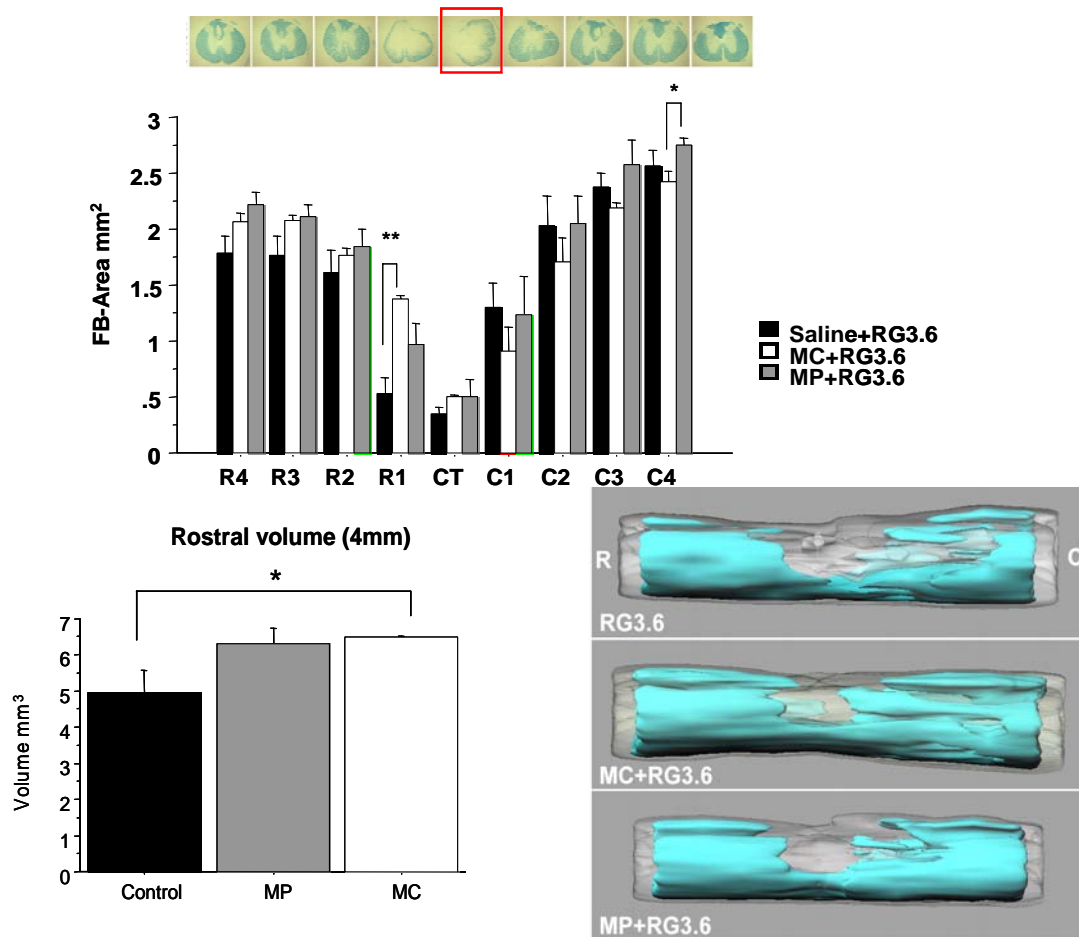 3
2.5
2
1.5
1
.5
0
FB-Area mm²
**
*
R4 R3 R2 R1 CT C1 C2 C3 C4
Saline+RG3.6
MC+RG3.6
MP+RG3.6
Rostral volume (4mm)
*
7
6
5
4
3
2
1
0
Volume mm³
Control MP MC
R C
RG3.6
MC+RG3.6
MP+RG3.6